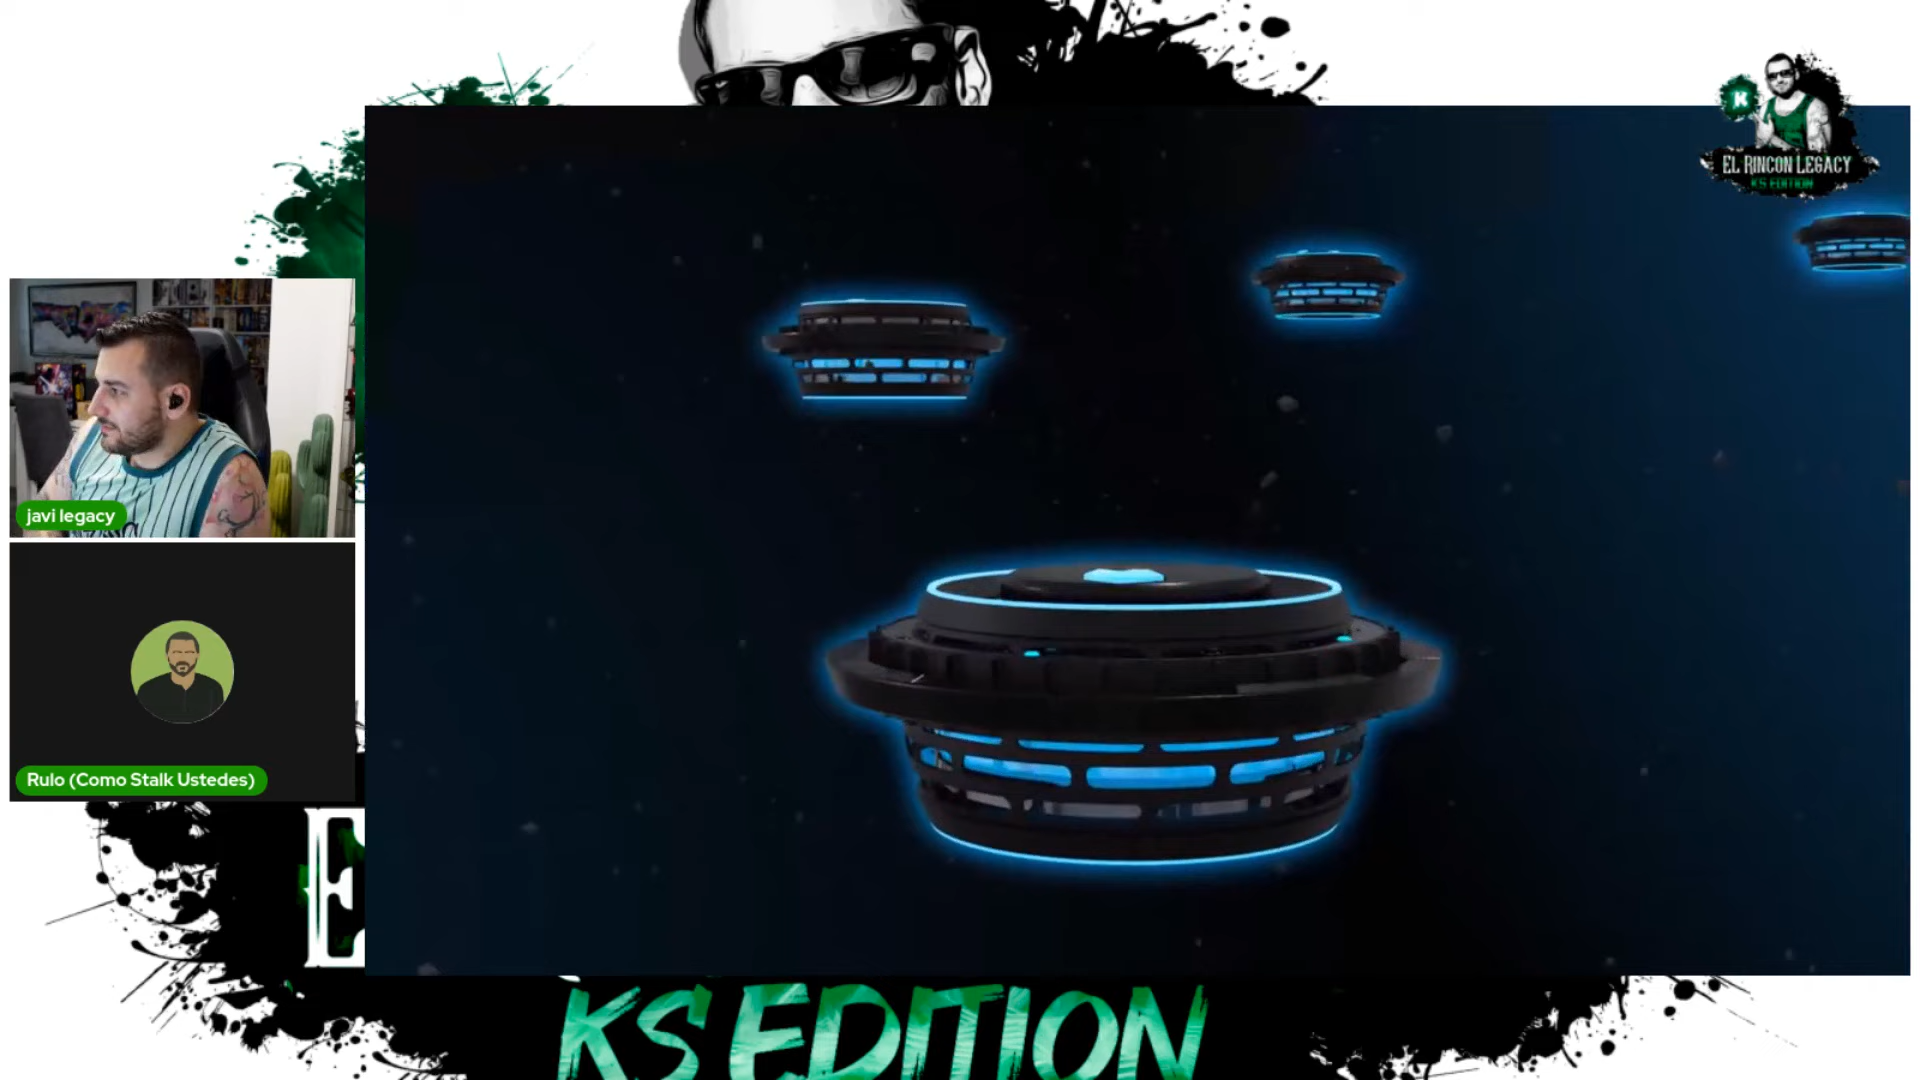 EL RINCON LEGACY
KS EDITION
javi legacy
Rulo (Como Stalk Ustedes)
E
KS EDITION